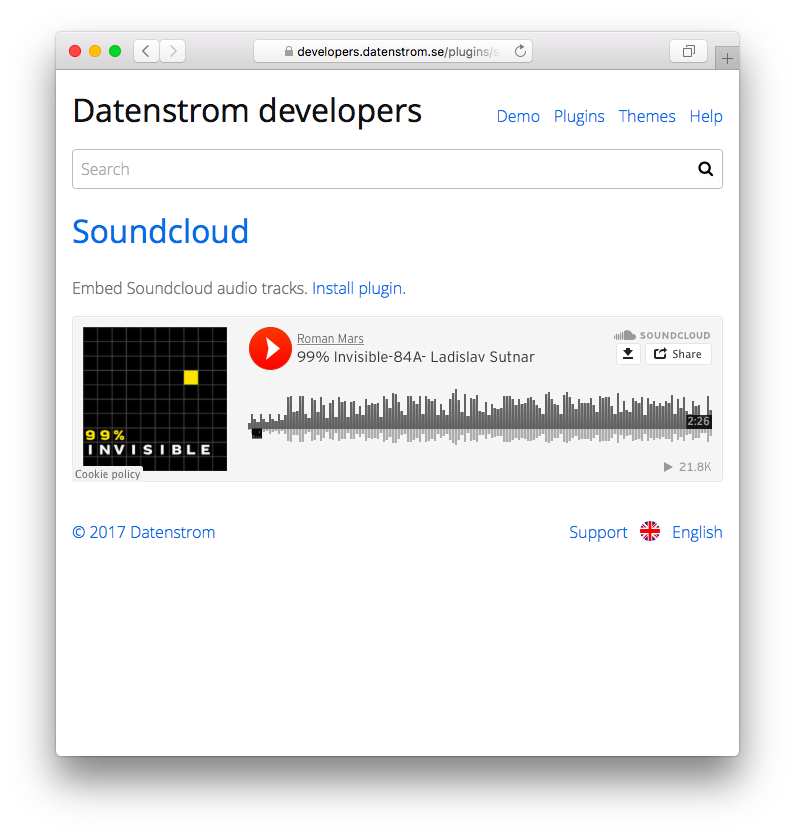 developers.datenstrom.se/plugins/s
Datenstrom developers
Demo Plugins Themes Help
Search
Soundcloud
Embed Soundcloud audio tracks. Install plugin.
Roman Mars
SOUNDCLOUD
99% Invisible-84A- Ladislav Sutnar
Share
2:26
99%
INVISIBLE
21.8K
Cookie policy
© 2017 Datenstrom
Support English